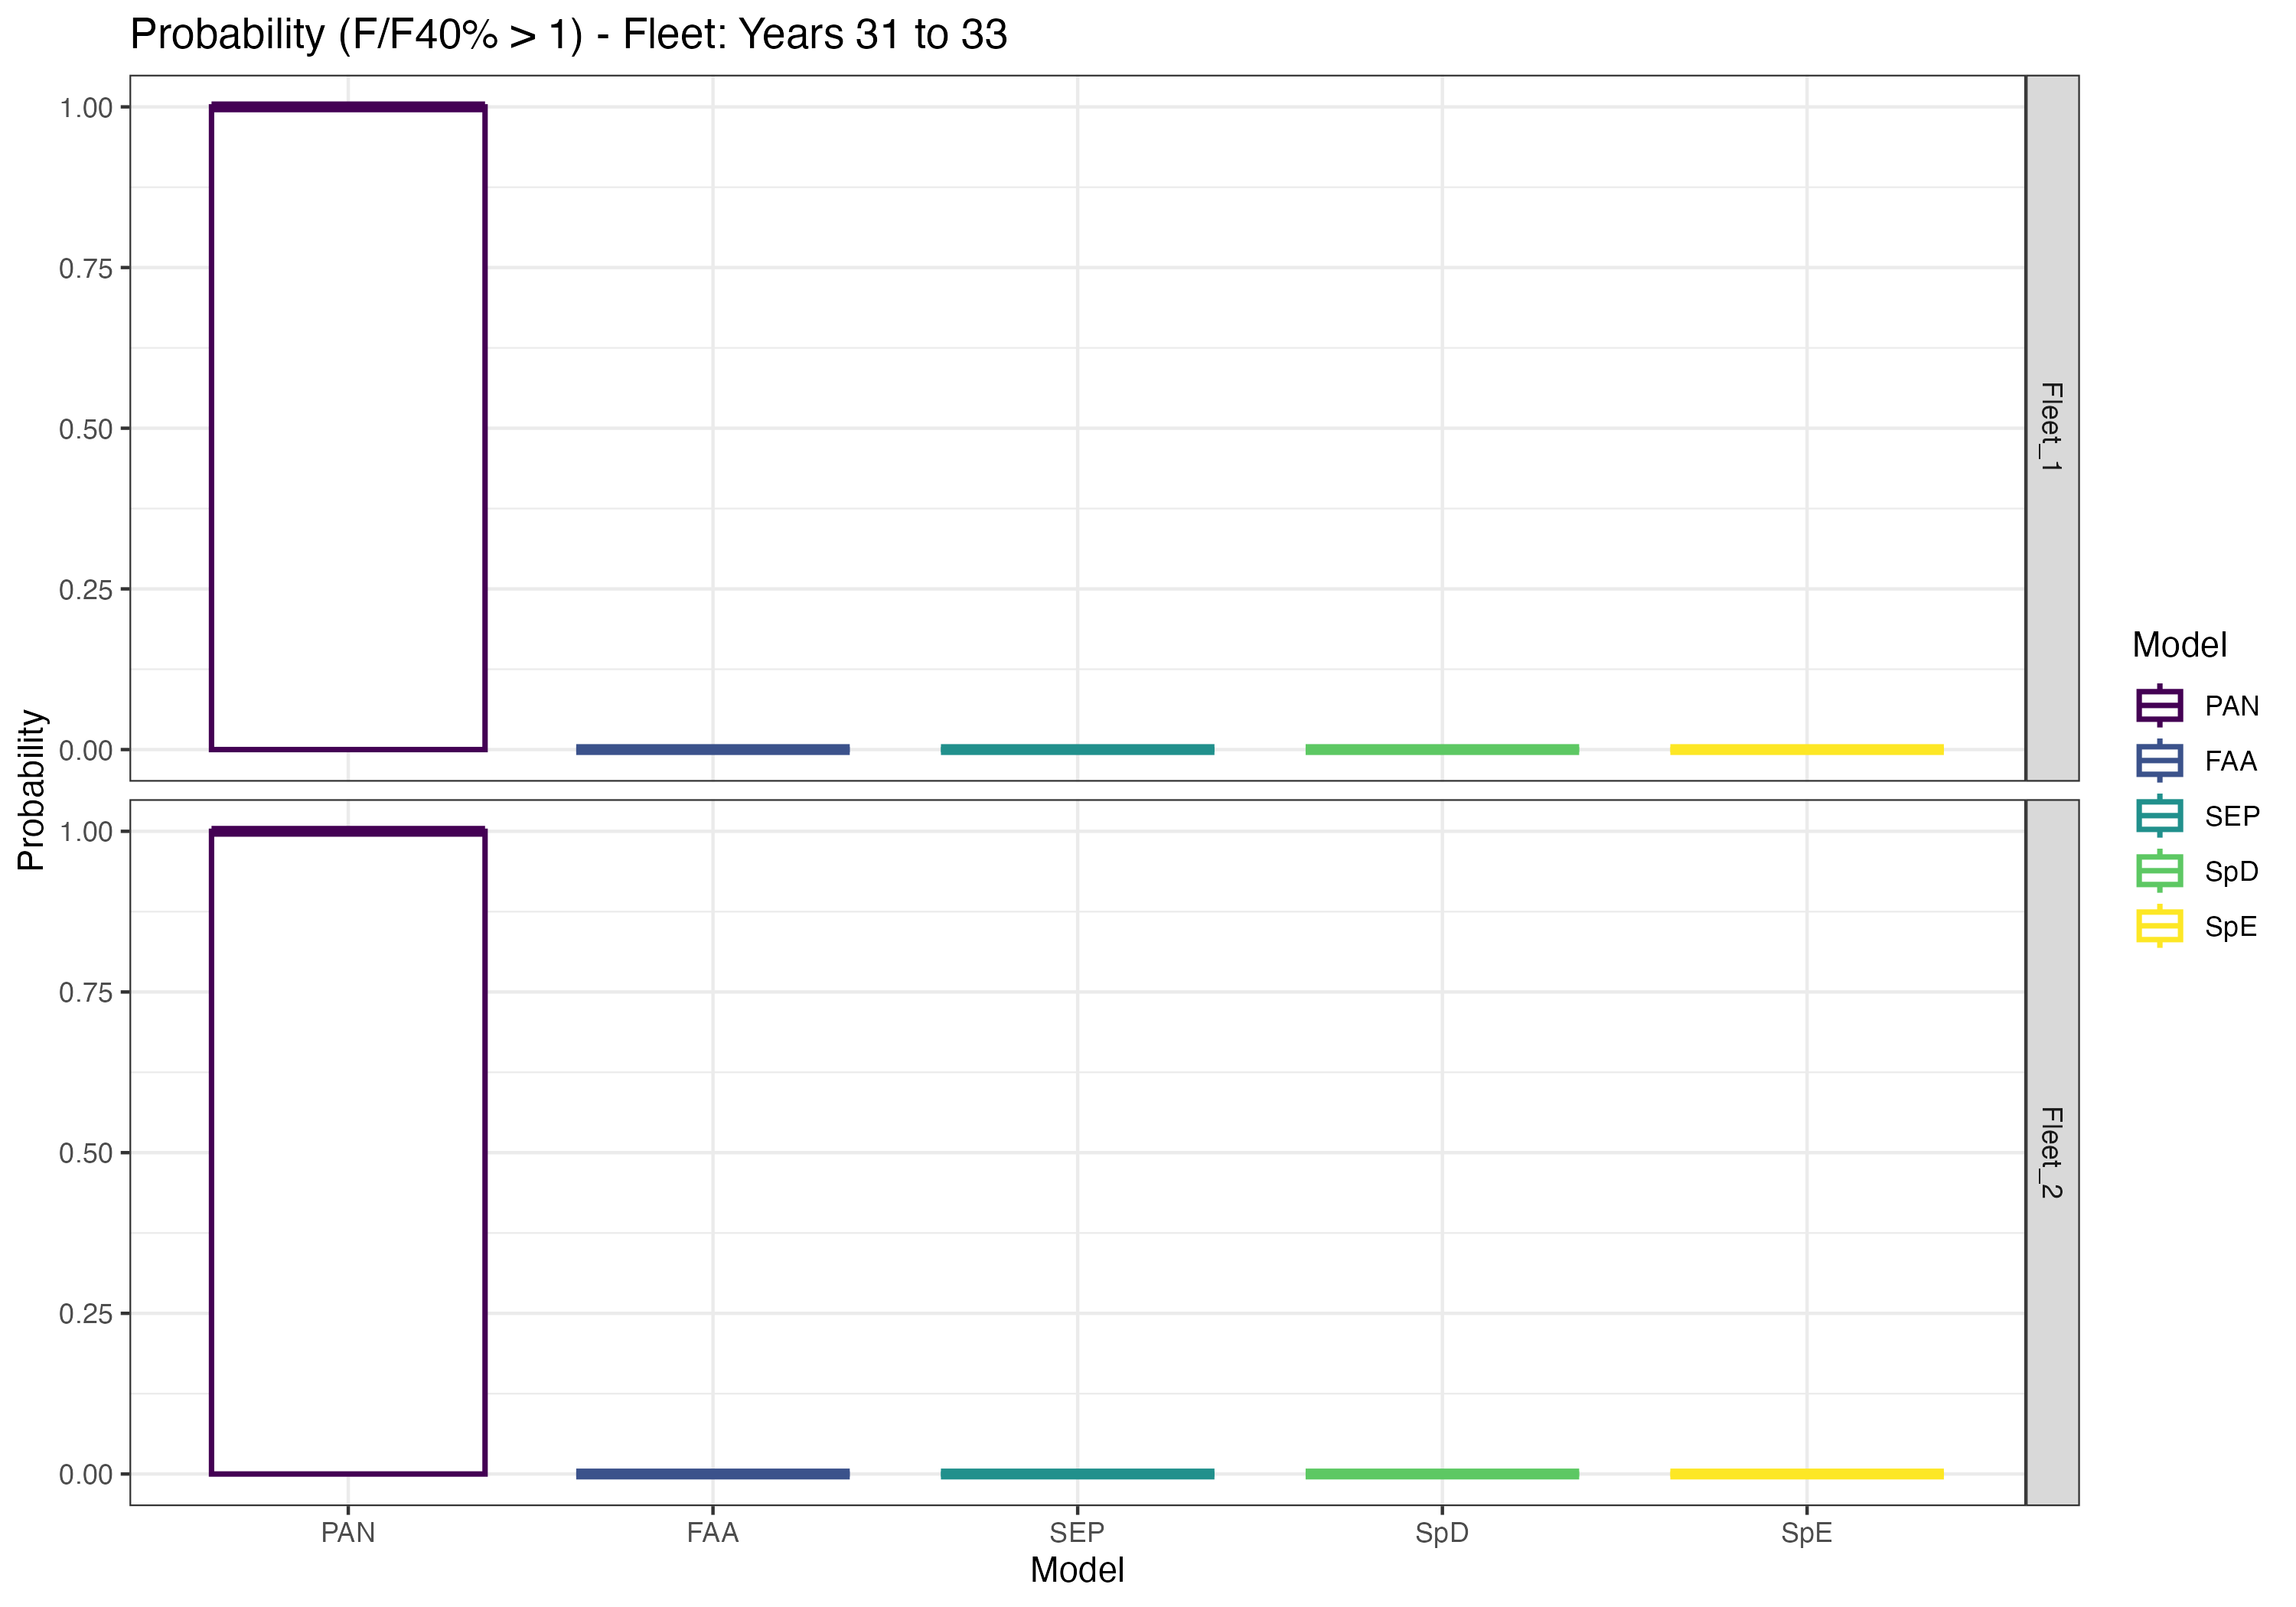 Probability (F/F40% > 1) - Fleet: Years 31 to 33
Probability
1.00
0.75
0.50
0.25
0.00
Fleet_1
1.00
0.75
0.50
0.25
0.00
Fleet_2
PAN
FAA
SEP
SpD
SpE
Model
Model
PAN
FAA
SEP
SpD
SpE